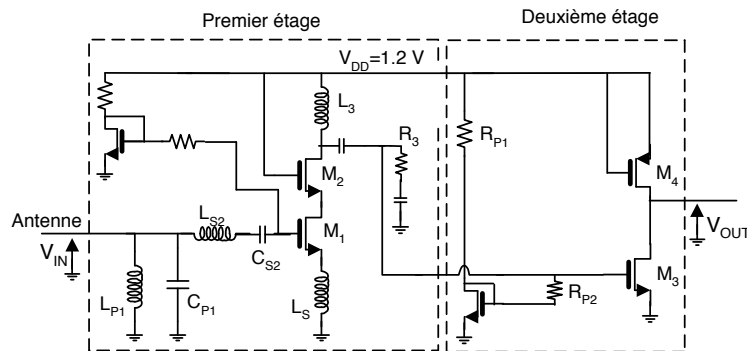 Premier étage
Deuxième étage
V_DD=1.2 V
L_3
R_3
R_P1
M_2
M_4
Antenne
L_S2
M_1
V_IN
C_S2
V_OUT
L_P1
C_P1
L_S
R_P2
M_3